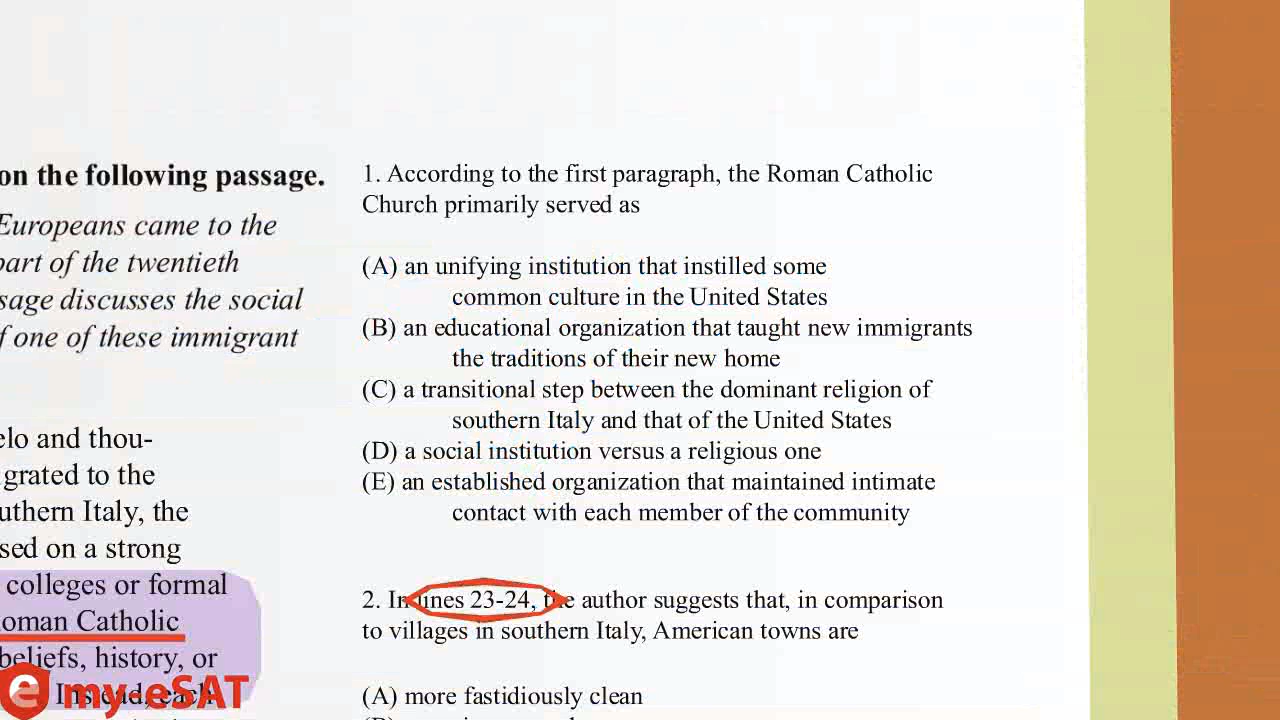 on the following passage.
Europeans came to the
part of the twentieth
sage discusses the social
f one of these immigrant
elo and thou-
grated to the
uthern Italy, the
sed on a strong
colleges or formal
oman Catholic
beliefs, history, or
Instead, each
my-eSAT
1. According to the first paragraph, the Roman Catholic
Church primarily served as
(A) an unifying institution that instilled some
common culture in the United States
(B) an educational organization that taught new immigrants
the traditions of their new home
(C) a transitional step between the dominant religion of
southern Italy and that of the United States
(D) a social institution versus a religious one
(E) an established organization that maintained intimate
contact with each member of the community
2. In lines 23-24, the author suggests that, in comparison
to villages in southern Italy, American towns are
(A) more fastidiously clean